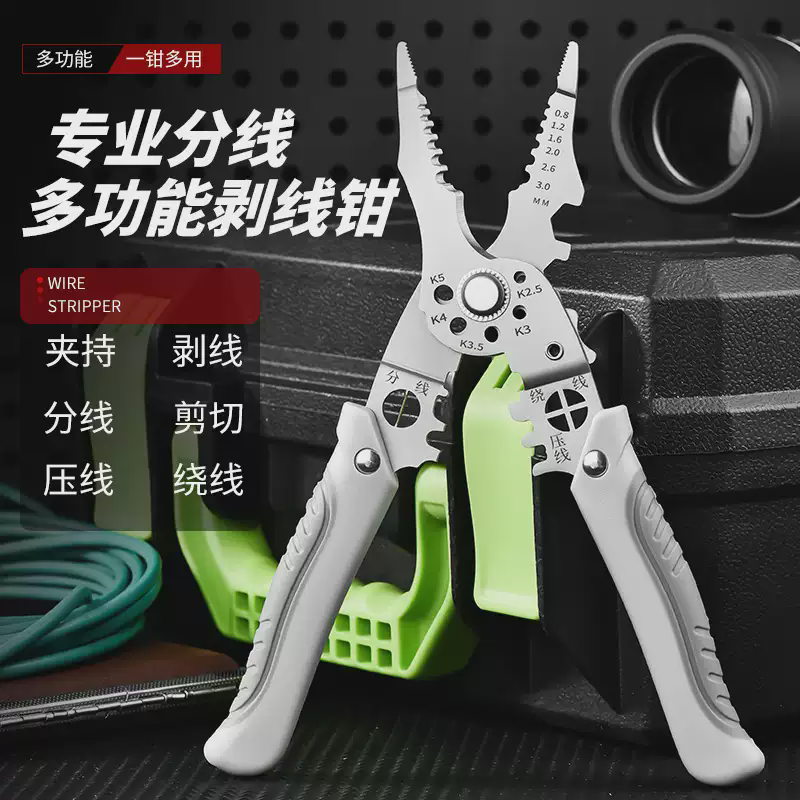 多功能 一钳多用
专业分线
多功能剥线钳
WIRE
STRIPPER
夹持 剥线
分线 剪切
压线 绕线
0.8
1.2
1.6
2.0
2.6
3.0
MM
K5
K2.5
K4
K3
K3.5
分 线
绕 线
压
线